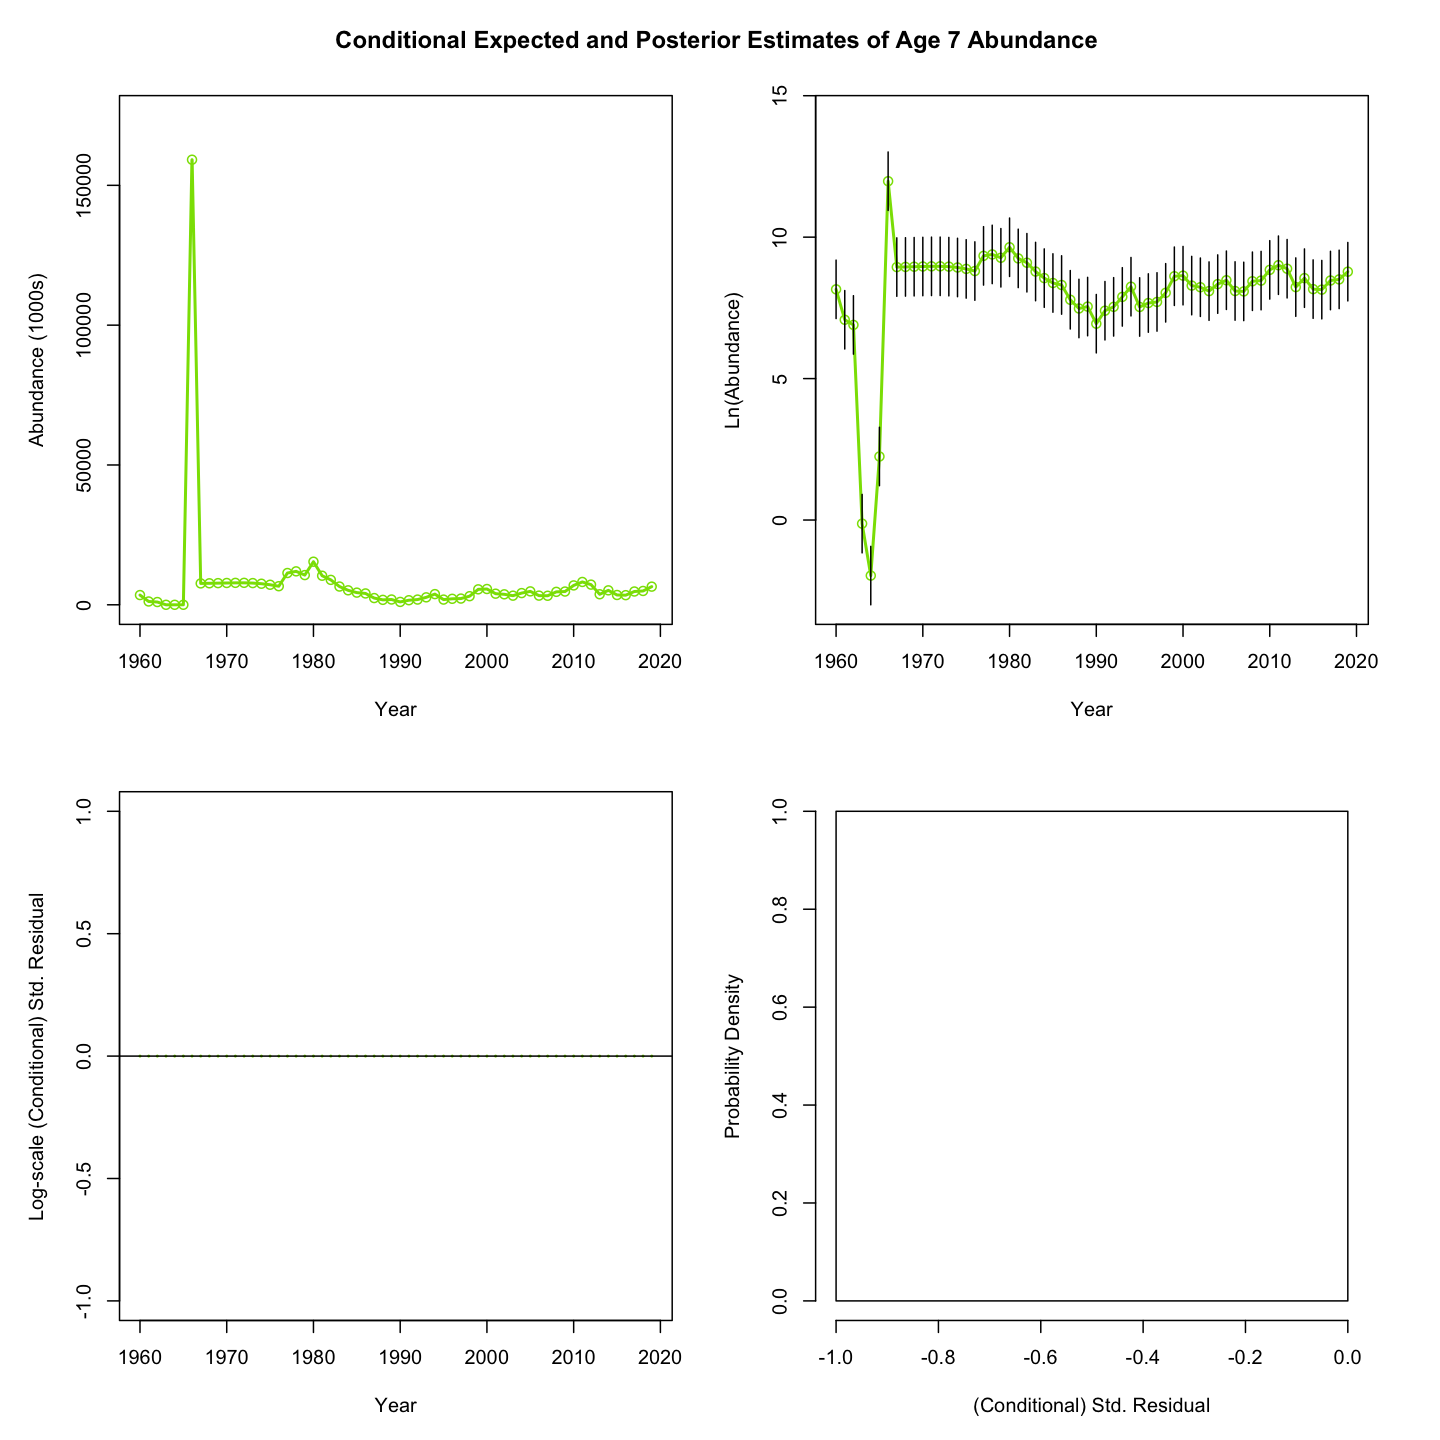 Conditional Expected and Posterior Estimates of Age 7 Abundance
Abundance (1000s)
150000
100000
50000
0
1960 1970 1980 1990 2000 2010 2020
Year
Ln(Abundance)
15
10
5
0
1960 1970 1980 1990 2000 2010 2020
Year
Log-scale (Conditional) Std. Residual
1.0
0.5
0.0
-0.5
-1.0
1960 1970 1980 1990 2000 2010 2020
Year
Probability Density
1.0
0.8
0.6
0.4
0.2
0.0
-1.0 -0.8 -0.6 -0.4 -0.2 0.0
(Conditional) Std. Residual